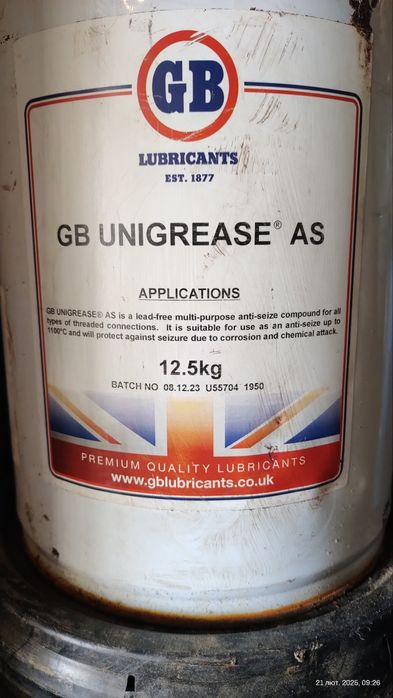 GB
LUBRICANTS
EST. 1877
GB UNIGREASE® AS
APPLICATIONS
GB UNIGREASE® AS is a lead-free multi-purpose anti-seize compound for all
types of threaded connections. It is suitable for use as an anti-seize up to
1100°C and will protect against seizure due to corrosion and chemical attack.
12.5kg
BATCH NO 08.12.23 U55704 1950
PREMIUM QUALITY LUBRICANTS
www.gblubricants.co.uk
21 лют. 2025, 09:26